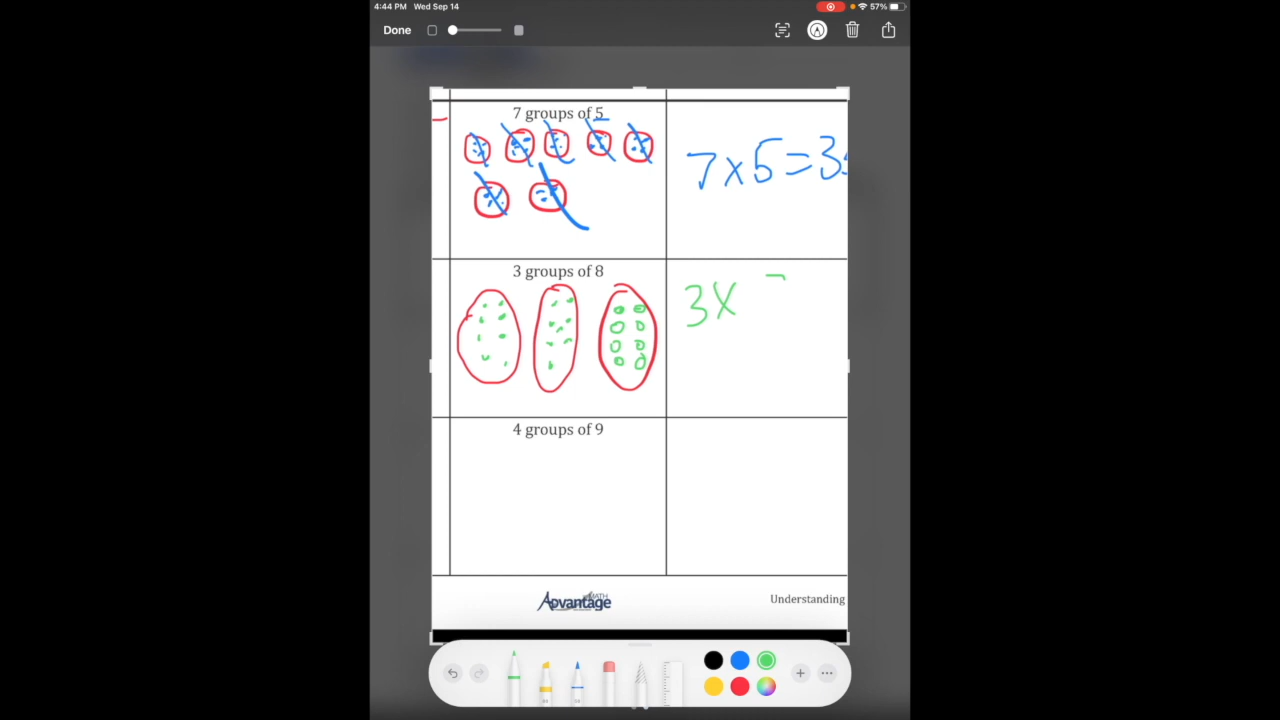 4:44 PM Wed Sep 14
57%
Done
7 groups of 5
7x5=35
3 groups of 8
3x
4 groups of 9
MATH
Advantage
Understanding